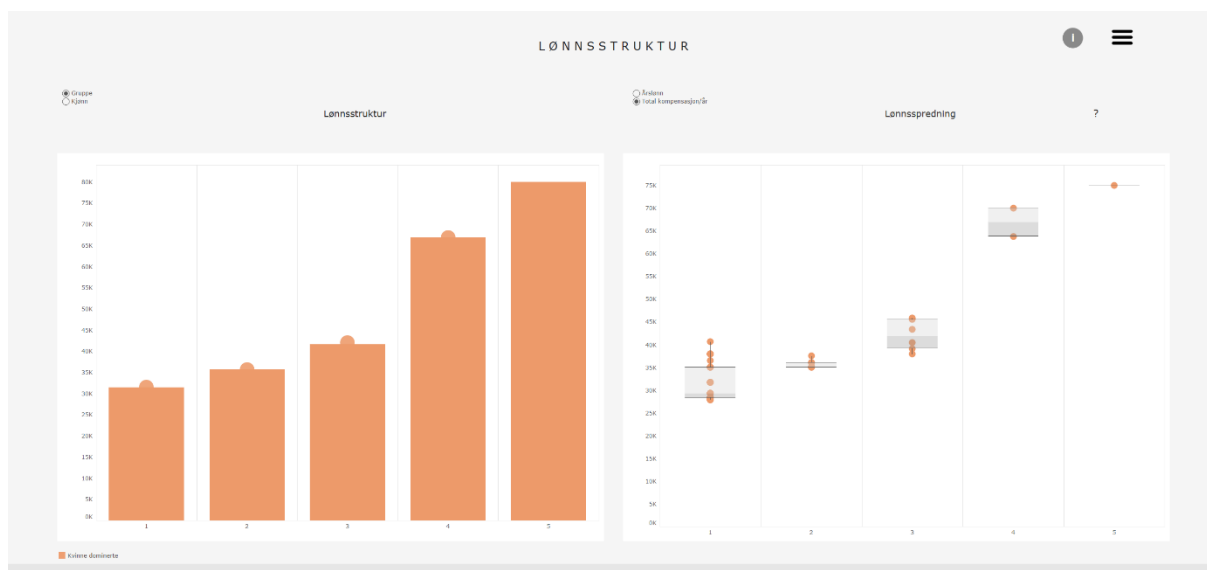 LØNNSSTRUKTUR
I
Gruppe
Kjønn
Lønnsstruktur
80K
75K
70K
65K
60K
55K
50K
45K
40K
35K
30K
25K
20K
15K
10K
5K
0K
1 2 3 4 5
Kvinne dominerte
Årslønn
Total kompensasjon/år
Lønnsspredning ?
75K
70K
65K
60K
55K
50K
45K
40K
35K
30K
25K
20K
15K
10K
5K
0K
1 2 3 4 5